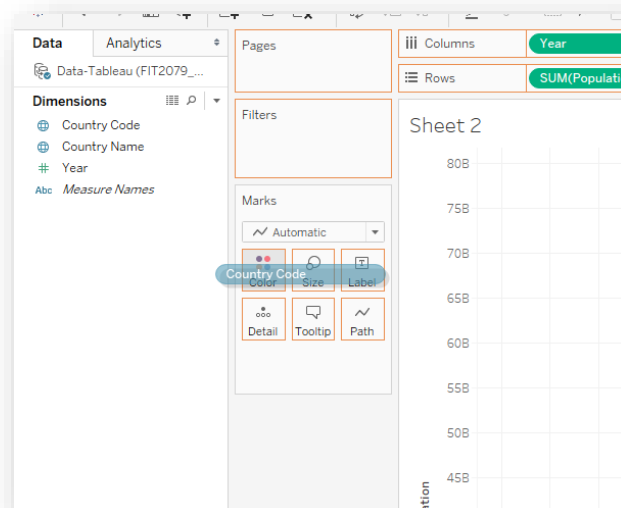 Data
Analytics
Data-Tableau (FIT2079_...
Dimensions
Country Code
Country Name
Year
Abc Measure Names
Pages
Filters
Marks
Automatic
Country Code
Color
Size
Label
Detail
Tooltip
Path
Columns
Year
Rows
SUM(Populati
Sheet 2
80B
75B
70B
65B
60B
55B
50B
45B
ation